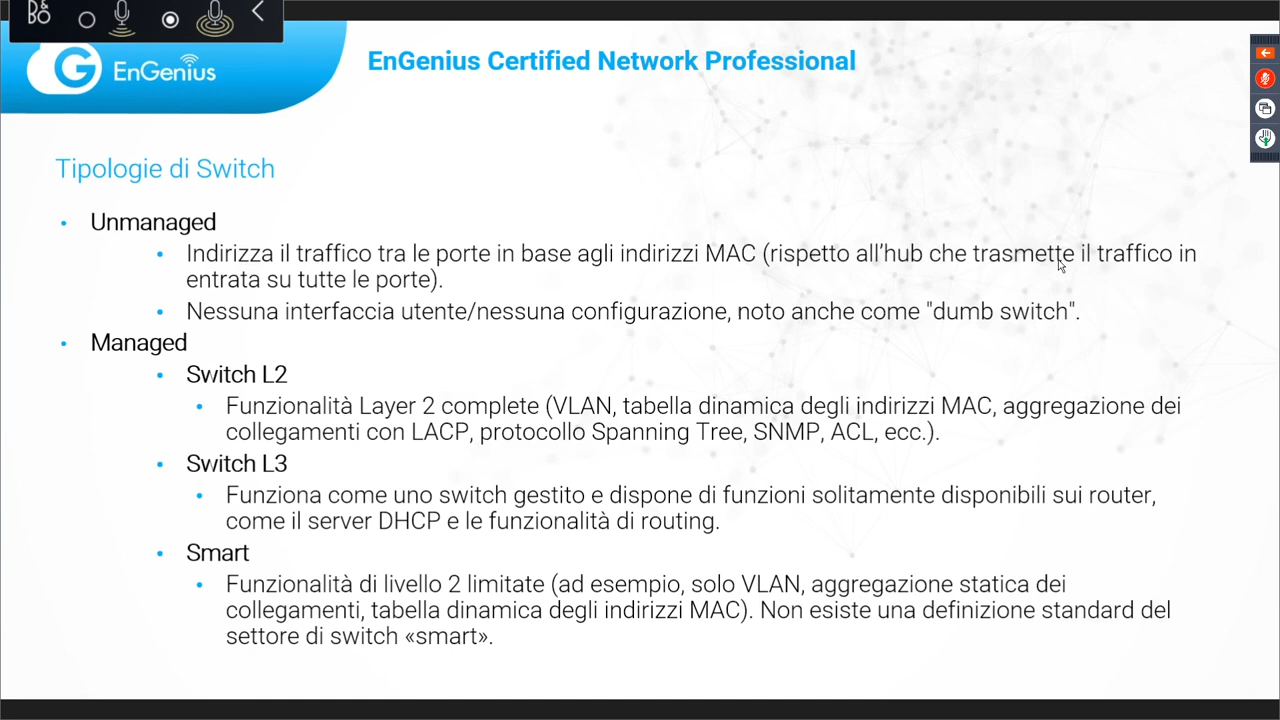 EnGenius
EnGenius Certified Network Professional
Tipologie di Switch
• Unmanaged
• Indirizza il traffico tra le porte in base agli indirizzi MAC (rispetto all'hub che trasmette il traffico in
entrata su tutte le porte).
• Nessuna interfaccia utente/nessuna configurazione, noto anche come "dumb switch".
• Managed
• Switch L2
• Funzionalità Layer 2 complete (VLAN, tabella dinamica degli indirizzi MAC, aggregazione dei
collegamenti con LACP, protocollo Spanning Tree, SNMP, ACL, ecc.).
• Switch L3
• Funziona come uno switch gestito e dispone di funzioni solitamente disponibili sui router,
come il server DHCP e le funzionalità di routing.
• Smart
• Funzionalità di livello 2 limitate (ad esempio, solo VLAN, aggregazione statica dei
collegamenti, tabella dinamica degli indirizzi MAC). Non esiste una definizione standard del
settore di switch «smart».